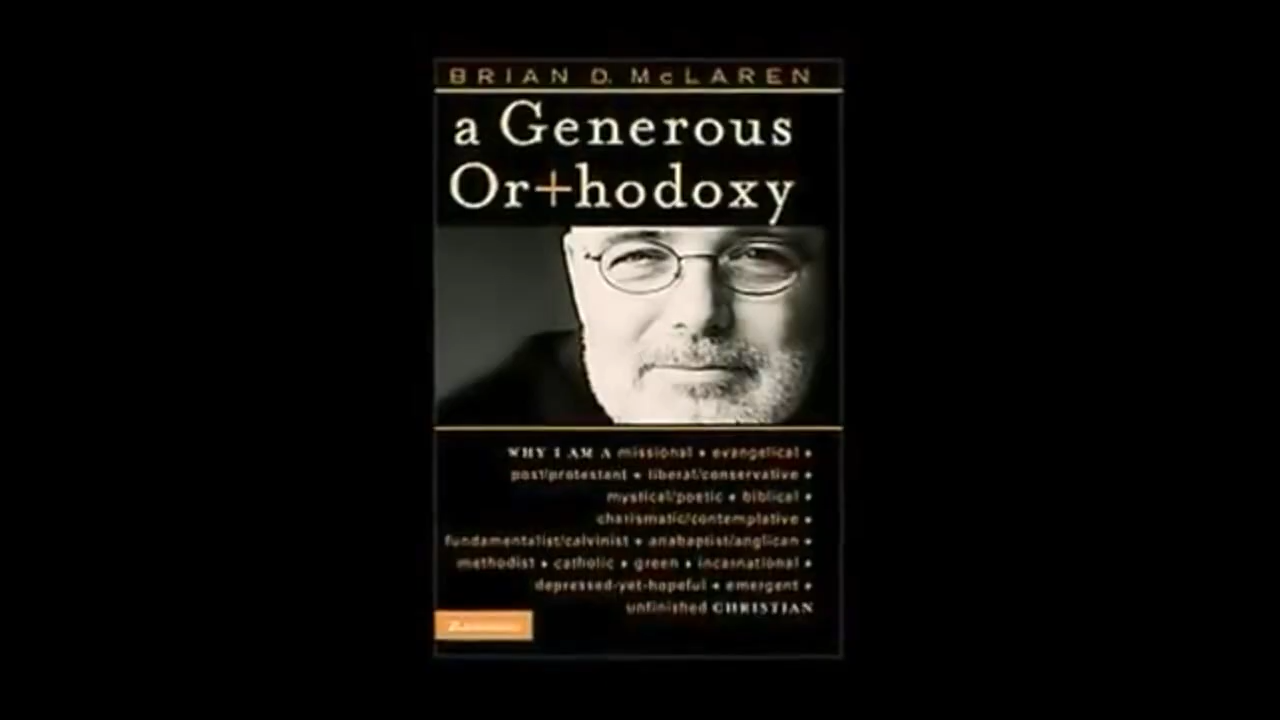 BRIAN D. McLAREN
a Generous
Or+hodoxy
WHY I AM A missional • evangelical •
post/protestant • liberal/conservative •
mystical/poetic • biblical •
charismatic/contemplative •
fundamentalist/calvinist • anabaptist/anglican •
methodist • catholic • green • incarnational •
depressed-yet-hopeful • emergent •
unfinished CHRISTIAN